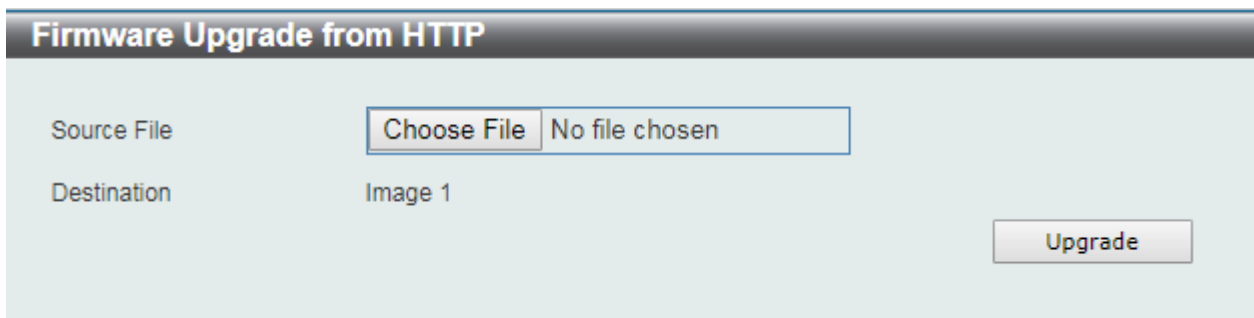 Firmware Upgrade from HTTP
Source File Choose File No file chosen
Destination Image 1
Upgrade